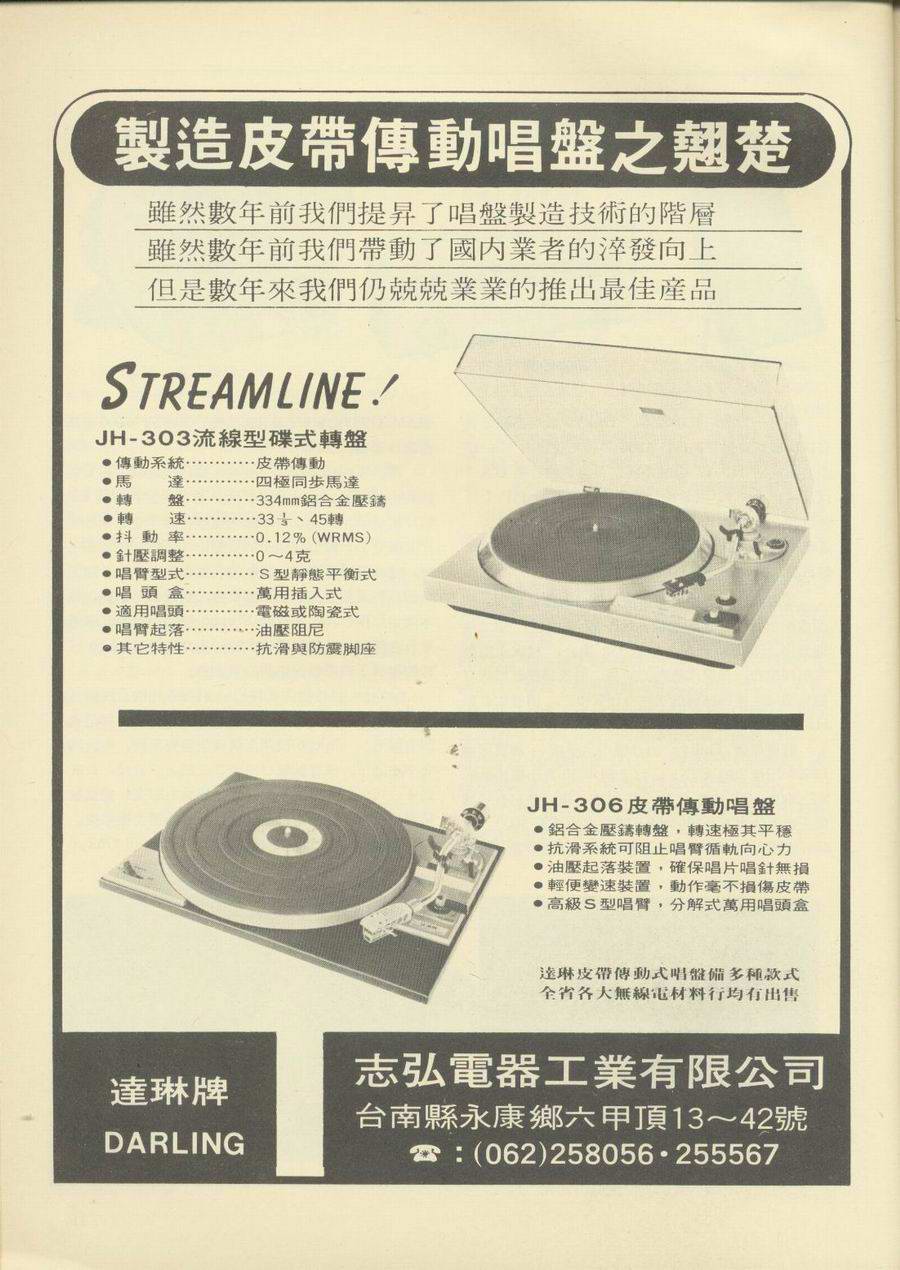 製造皮帶傳動唱盤之翹楚
雖然數年前我們提昇了唱盤製造技術的階層
雖然數年前我們帶動了國内業者的淬發向上
但是數年來我們仍兢兢業業的推出最佳産品
STREAMLINE!
JH-303流線型碟式轉盤
●傳動系統…………皮帶傳動
●馬達…………四極同步馬達
●轉盤…………334mm鋁合金壓鑄
●轉速…………33⅓、45轉
●抖動率…………0.12%(WRMS)
●針壓調整…………0～4克
●唱臂型式…………S型靜態平衡式
●唱頭盒…………萬用插入式
●適用唱頭…………電磁或陶瓷式
●唱臂起落…………油壓阻尼
●其它特性…………抗滑與防震脚座
JH-306皮帶傳動唱盤
●鋁合金壓鑄轉盤，轉速極其平穩
●抗滑系統可阻止唱臂循軌向心力
●油壓起落裝置，確保唱片唱針無損
●輕便變速裝置，動作毫不損傷皮帶
●高級S型唱臂，分解式萬用唱頭盒
達琳皮帶傳動式唱盤備多種款式
全省各大無線電材料行均有出售
達琳牌
DARLING
志弘電器工業有限公司
台南縣永康鄉六甲頂13～42號
☎：(062)258056・255567